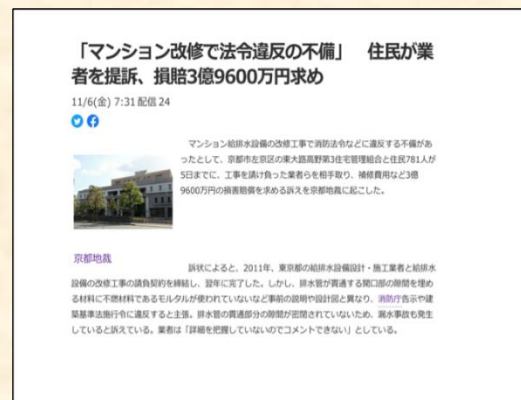 「マンション改修で法令違反の不備」　住民が業
者を提訴、損賠3億9600万円求め
11/6(金) 7:31 配信 24
マンション給排水設備の改修工事で消防法令などに違反する不備があ
ったとして、京都市左京区の東大路高野第3住宅管理組合と住民781人が
5日までに、工事を請け負った業者らを相手取り、補修費用など3億
9600万円の損害賠償を求める訴えを京都地裁に起こした。
京都地裁
訴状によると、2011年、東京都の給排水設備設計・施工業者と給排水
設備の改修工事の請負契約を締結し、翌年に完了した。しかし、排水管が貫通する開口部の隙間を埋め
る材料に不燃材料であるモルタルが使われていないなど事前の説明や設計図と異なり、消防庁告示や建
築基準法施行令に違反すると主張。排水管の貫通部分の隙間が密閉されていないため、漏水事故も発生
していると訴えている。業者は「詳細を把握していないのでコメントできない」としている。